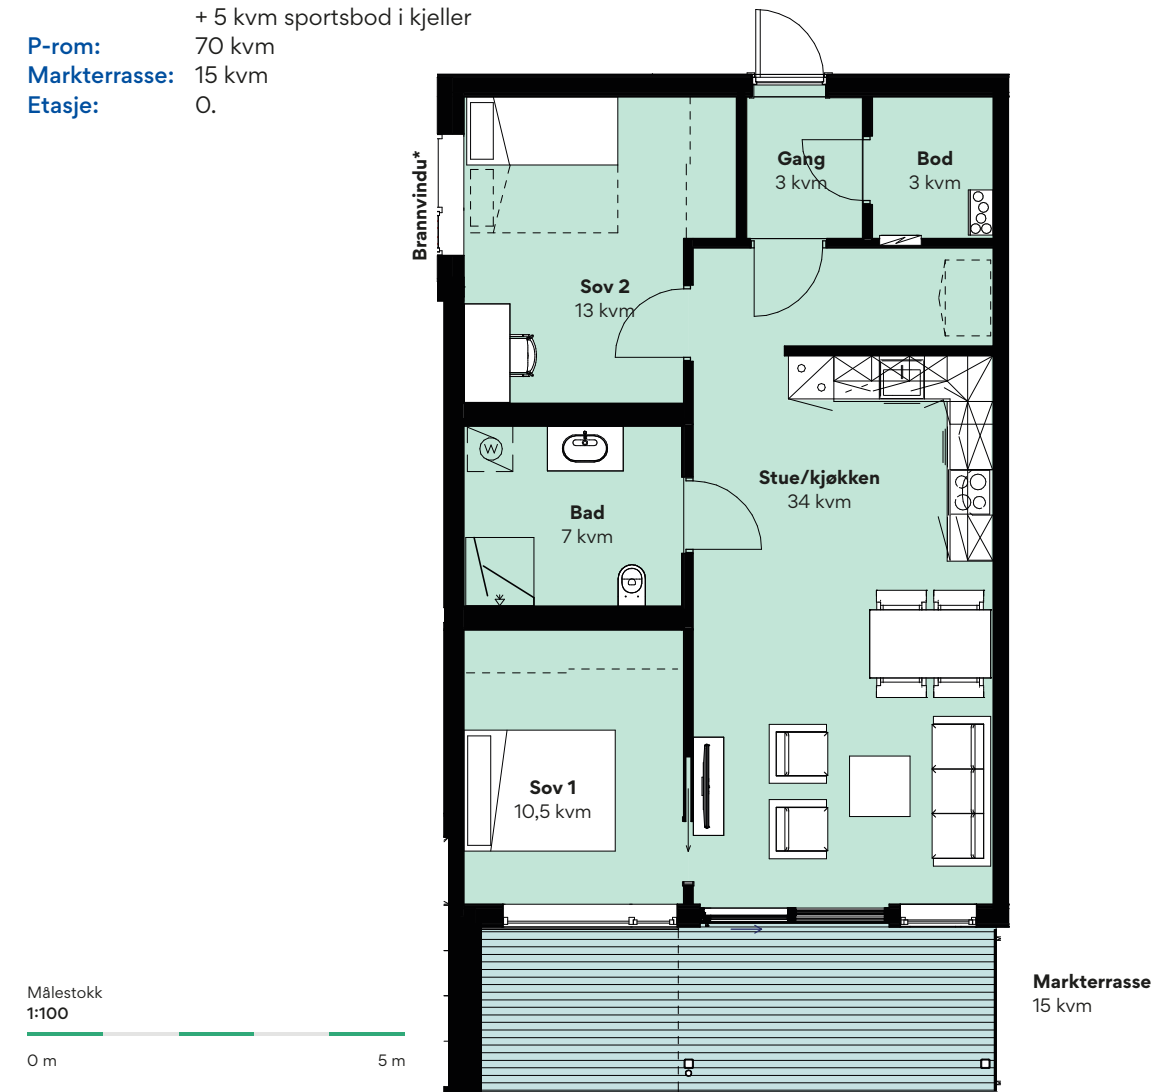 + 5 kvm sportsbod i kjeller
P-rom: 70 kvm
Markterrasse: 15 kvm
Etasje: 0.
Brannvindu*
Gang
3 kvm
Bod
3 kvm
Sov 2
13 kvm
Stue/kjøkken
34 kvm
W
Bad
7 kvm
Sov 1
10,5 kvm
Markterrasse
15 kvm
Målestokk
1:100
0 m 5 m